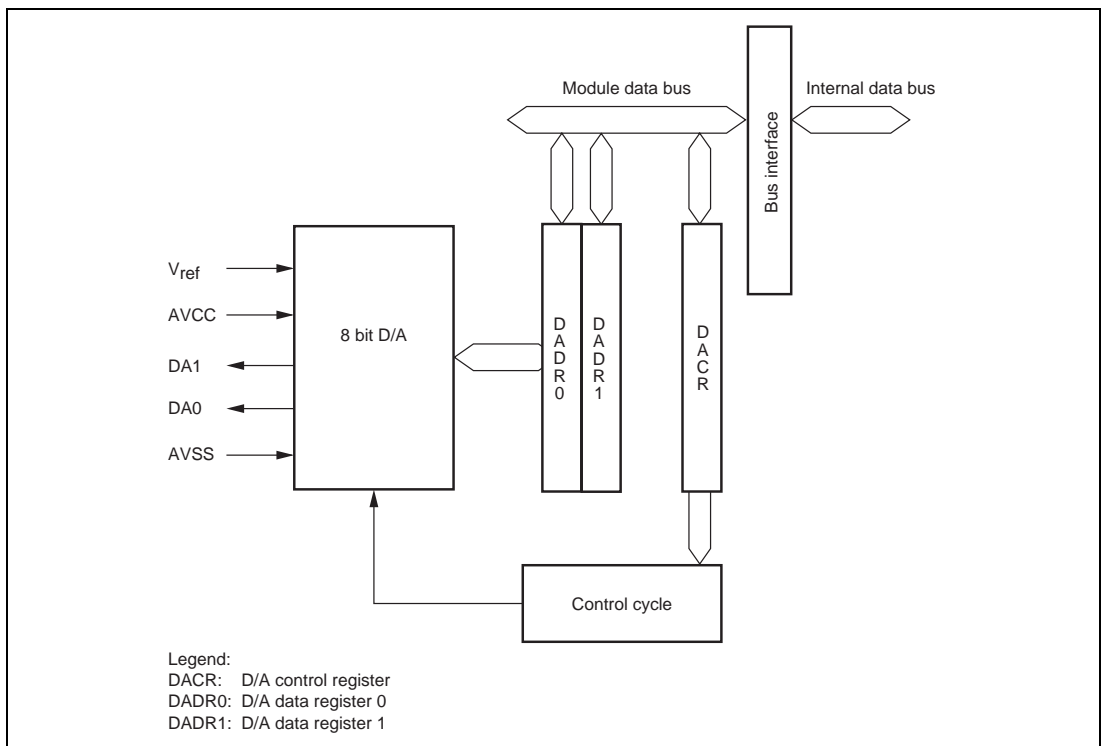 Module data bus
Internal data bus
Bus interface
Vref
AVCC
DA1
DA0
AVSS
8 bit D/A
DADR0
DADR1
DACR
Control cycle
Legend:
DACR: D/A control register
DADR0: D/A data register 0
DADR1: D/A data register 1